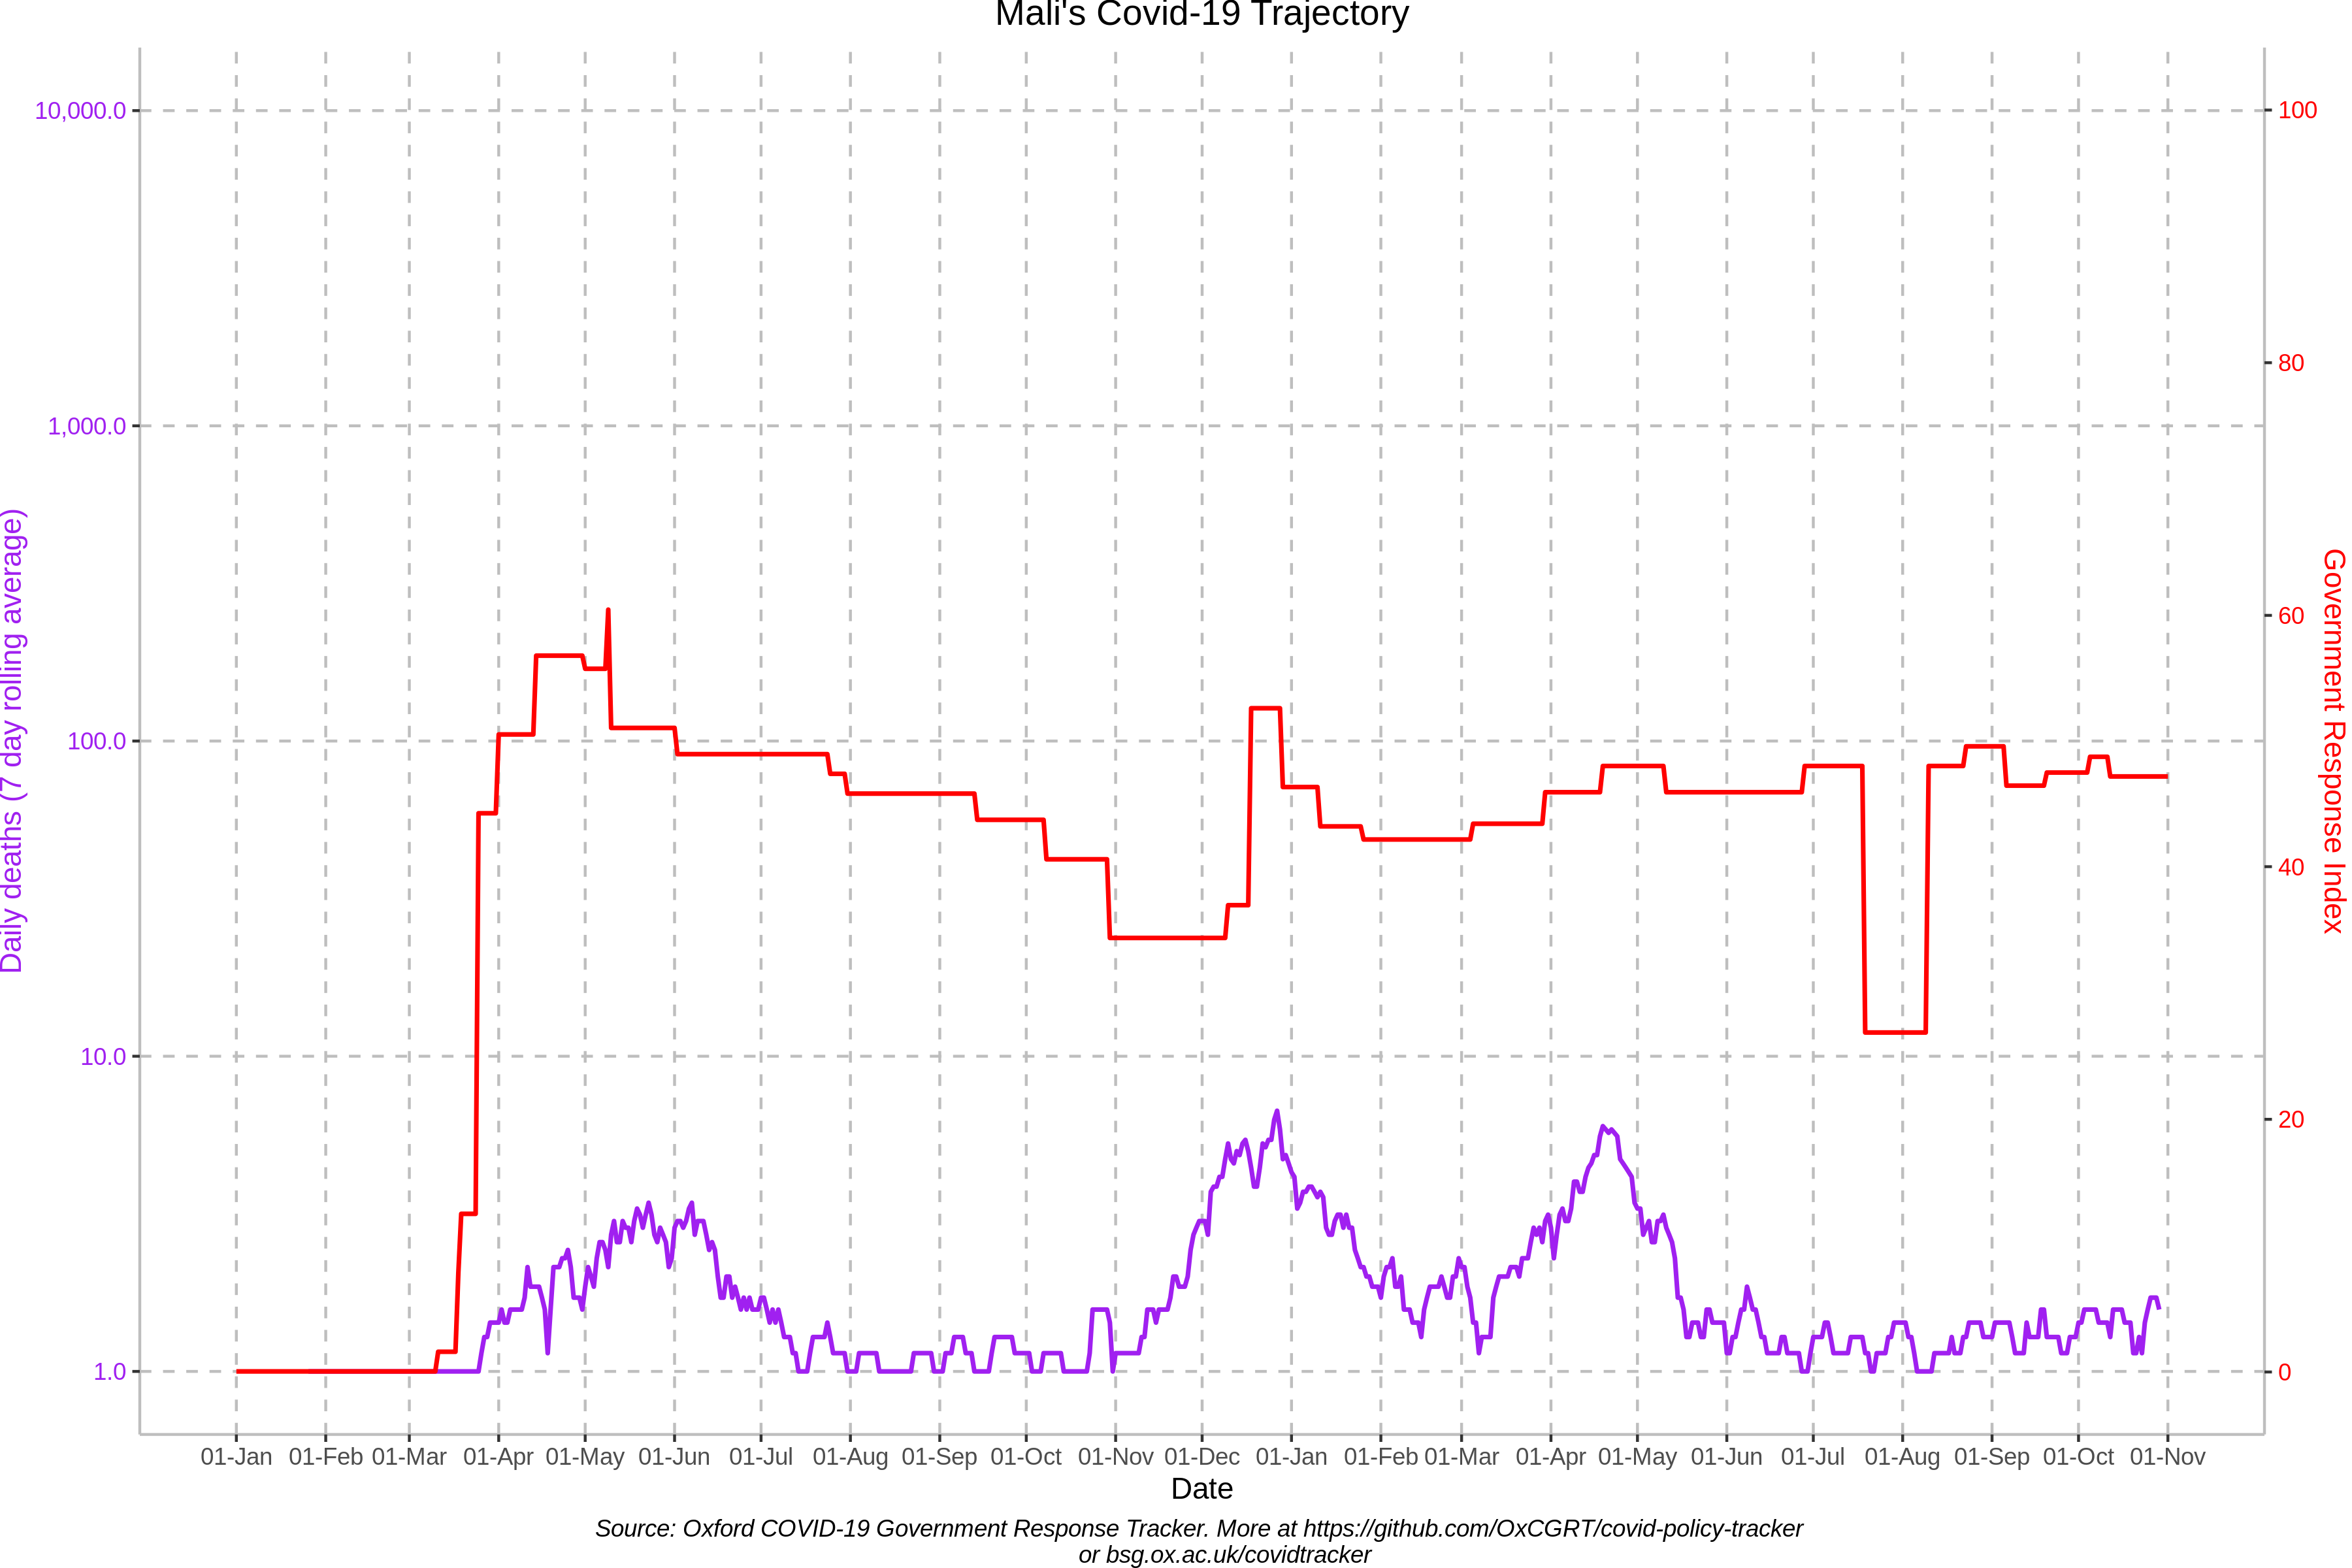 Mali's Covid-19 Trajectory
10,000.0
1,000.0
100.0
10.0
1.0
Daily deaths (7 day rolling average)
100
80
60
40
20
0
Government Response Index
01-Jan 01-Feb 01-Mar 01-Apr 01-May 01-Jun 01-Jul 01-Aug 01-Sep 01-Oct 01-Nov 01-Dec 01-Jan 01-Feb 01-Mar 01-Apr 01-May 01-Jun 01-Jul 01-Aug 01-Sep 01-Oct 01-Nov
Date
Source: Oxford COVID-19 Government Response Tracker. More at https://github.com/OxCGRT/covid-policy-tracker
or bsg.ox.ac.uk/covidtracker